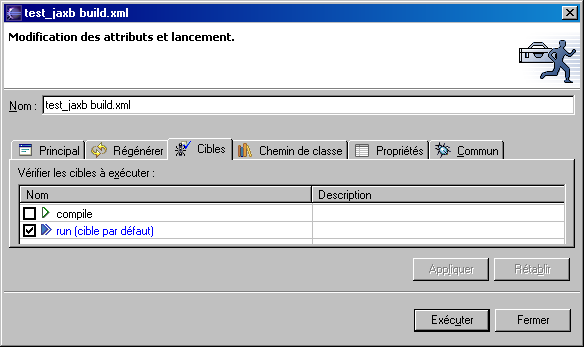 test_jaxb build.xml
Modification des attributs et lancement.
Nom : test_jaxb build.xml
Principal Régénérer Cibles Chemin de classe Propriétés Commun
Vérifier les cibles à exécuter :
Nom Description
compile
run (cible par défaut)
Appliquer Rétablir
Exécuter Fermer